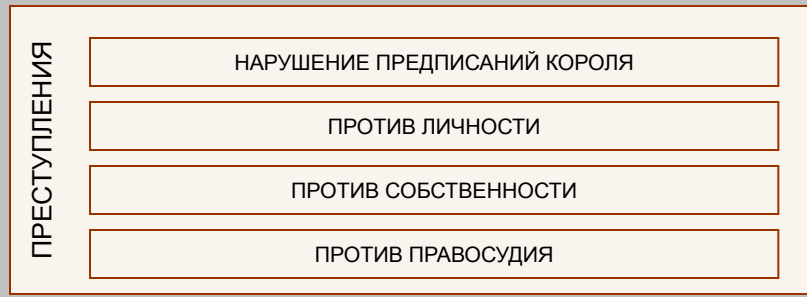 ПРЕСТУПЛЕНИЯ
НАРУШЕНИЕ ПРЕДПИСАНИЙ КОРОЛЯ
ПРОТИВ ЛИЧНОСТИ
ПРОТИВ СОБСТВЕННОСТИ
ПРОТИВ ПРАВОСУДИЯ